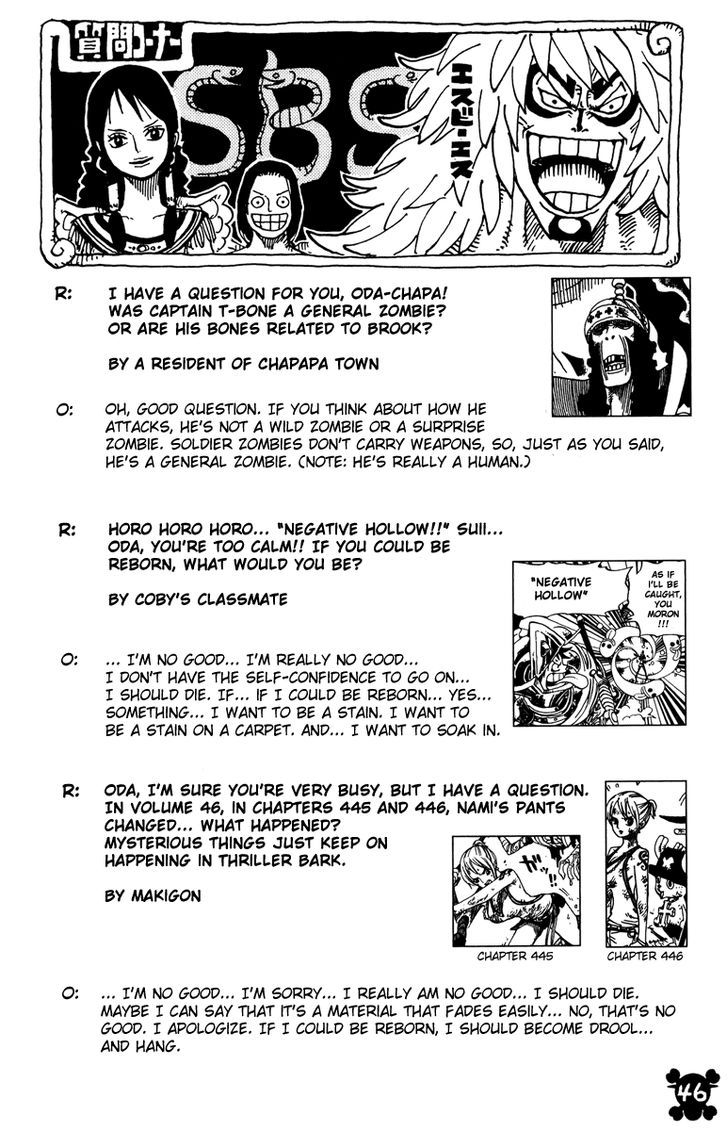 質問コーナー
SBS
エスビーエス
R: I HAVE A QUESTION FOR YOU, ODA-CHAPA!
WAS CAPTAIN T-BONE A GENERAL ZOMBIE?
OR ARE HIS BONES RELATED TO BROOK?
BY A RESIDENT OF CHAPAPA TOWN
O: OH, GOOD QUESTION. IF YOU THINK ABOUT HOW HE
ATTACKS, HE'S NOT A WILD ZOMBIE OR A SURPRISE
ZOMBIE. SOLDIER ZOMBIES DON'T CARRY WEAPONS, SO, JUST AS YOU SAID,
HE'S A GENERAL ZOMBIE. (NOTE: HE'S REALLY A HUMAN.)
R: HORO HORO HORO... "NEGATIVE HOLLOW!!" SUII...
ODA, YOU'RE TOO CALM!! IF YOU COULD BE
REBORN, WHAT WOULD YOU BE?
BY COBY'S CLASSMATE
"NEGATIVE
HOLLOW"
AS IF
I'LL BE
CAUGHT,
YOU
MORON
!!!
O: ... I'M NO GOOD... I'M REALLY NO GOOD...
I DON'T HAVE THE SELF-CONFIDENCE TO GO ON...
I SHOULD DIE. IF... IF I COULD BE REBORN... YES...
SOMETHING... I WANT TO BE A STAIN. I WANT TO
BE A STAIN ON A CARPET. AND... I WANT TO SOAK IN.
R: ODA, I'M SURE YOU'RE VERY BUSY, BUT I HAVE A QUESTION.
IN VOLUME 46, IN CHAPTERS 445 AND 446, NAMI'S PANTS
CHANGED... WHAT HAPPENED?
MYSTERIOUS THINGS JUST KEEP ON
HAPPENING IN THRILLER BARK.
BY MAKIGON
CHAPTER 445
CHAPTER 446
O: ... I'M NO GOOD... I'M SORRY... I REALLY AM NO GOOD... I SHOULD DIE.
MAYBE I CAN SAY THAT IT'S A MATERIAL THAT FADES EASILY... NO, THAT'S NO
GOOD. I APOLOGIZE. IF I COULD BE REBORN, I SHOULD BECOME DROOL...
AND HANG.
46